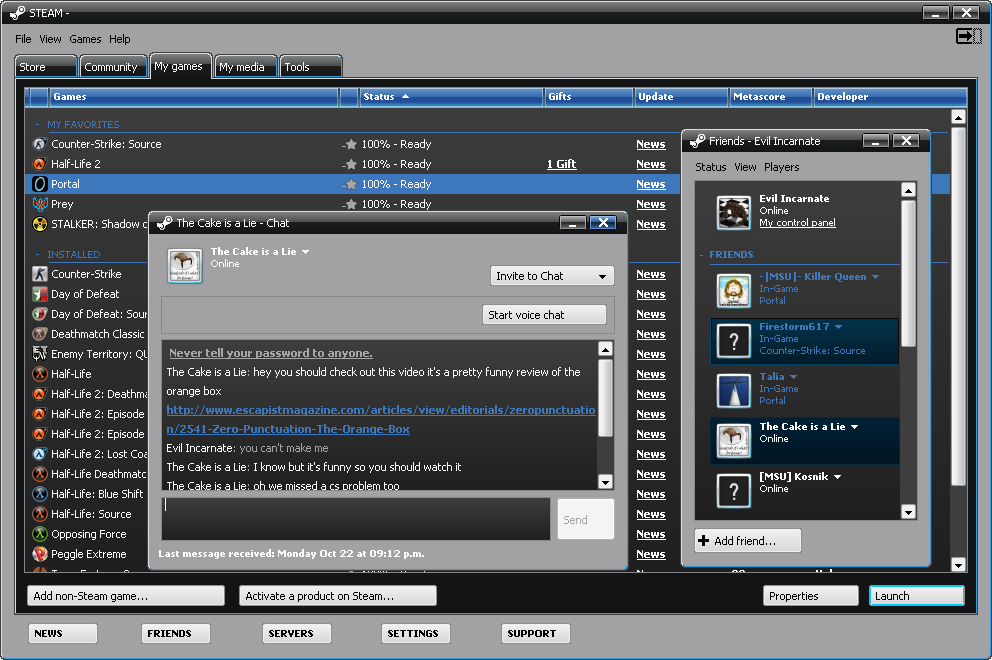 STEAM -
File View Games Help
Store Community My games My media Tools
Games Status Gifts Update Metascore Developer
- MY FAVORITES
Counter-Strike: Source 100% - Ready News
Half-Life 2 100% - Ready 1 Gift News
Portal 100% - Ready News
Prey 100% - Ready News
STALKER: Shadow News
- INSTALLED
Counter-Strike News
Day of Defeat News
Day of Defeat: Sour News
Deathmatch Classic News
Enemy Territory: QU News
Half-Life News
Half-Life 2: Deathma News
Half-Life 2: Episode News
Half-Life 2: Episode News
Half-Life 2: Lost Coa News
Half-Life Deathmatc News
Half-Life: Blue Shift News
Half-Life: Source News
Opposing Force News
Peggle Extreme News
The Cake is a Lie - Chat
The Cake is a Lie
Online
Invite to Chat
Start voice chat
Never tell your password to anyone.
The Cake is a Lie: hey you should check out this video it's a pretty funny review of the
orange box
http://www.escapistmagazine.com/articles/view/editorials/zeropunctuatio
n/2541-Zero-Punctuation-The-Orange-Box
Evil Incarnate: you can't make me
The Cake is a Lie: I know but it's funny so you should watch it
The Cake is a Lie: oh we missed a cs problem too
Send
Last message received: Monday Oct 22 at 09:12 p.m.
Friends - Evil Incarnate
Status View Players
Evil Incarnate
Online
My control panel
- FRIENDS
-|MSU|- Killer Queen
In-Game
Portal
Firestorm617
In-Game
Counter-Strike: Source
Talia
In-Game
Portal
The Cake is a Lie
Online
[MSU] Kosnik
Online
Add friend...
Add non-Steam game... Activate a product on Steam... Properties Launch
NEWS FRIENDS SERVERS SETTINGS SUPPORT